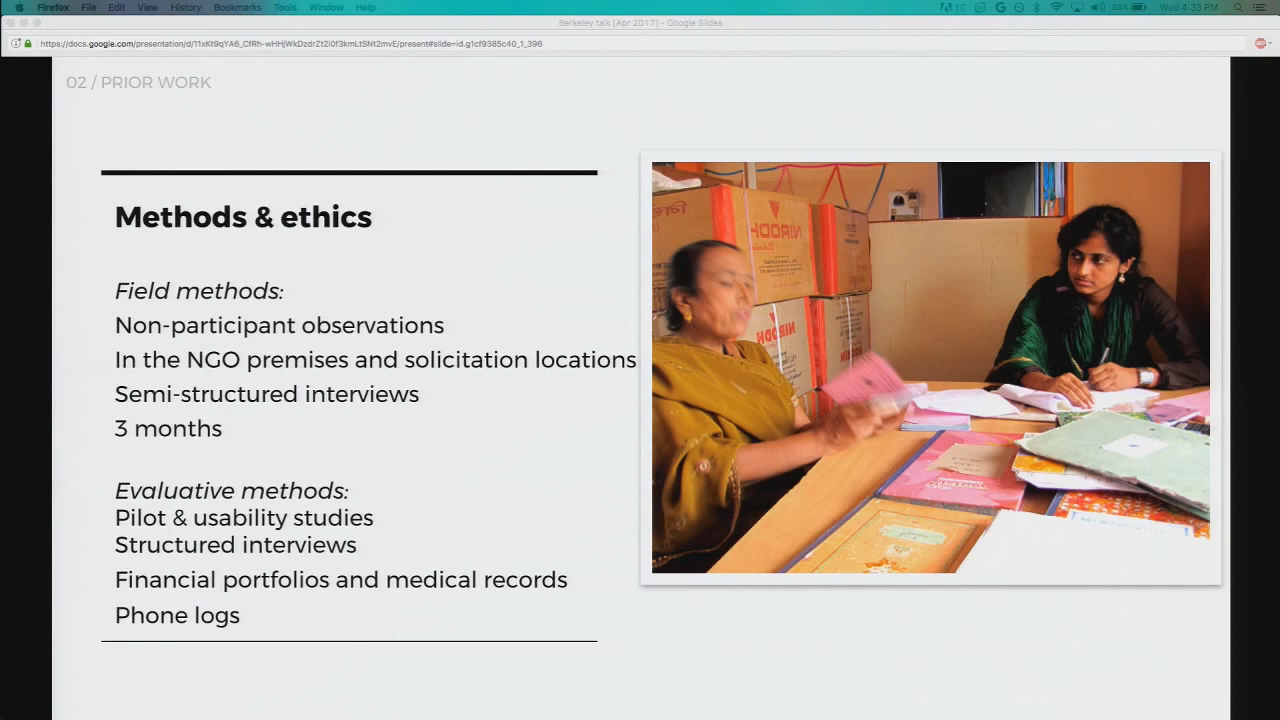 Firefox File Edit View History Bookmarks Tools Window Help
88% Wed 4:33 PM
Berkeley talk (Apr 2017) - Google Slides
02 / PRIOR WORK
Methods & ethics
Field methods:
Non-participant observations
In the NGO premises and solicitation locations
Semi-structured interviews
3 months
Evaluative methods:
Pilot & usability studies
Structured interviews
Financial portfolios and medical records
Phone logs
NIRODH
NIRODH